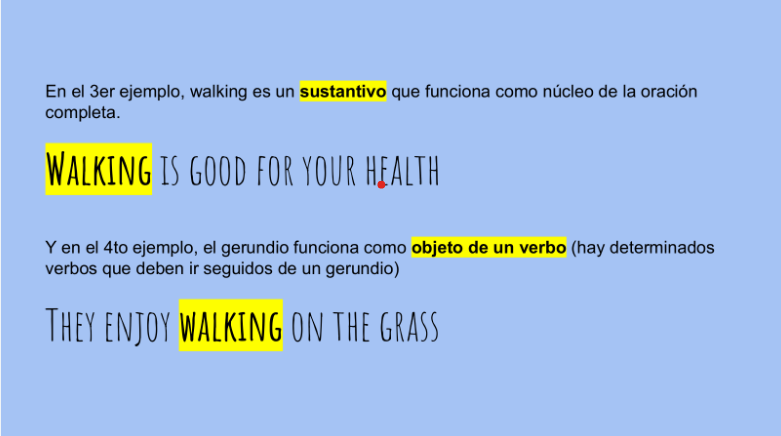 En el 3er ejemplo, walking es un sustantivo que funciona como núcleo de la oración
completa.
WALKING IS GOOD FOR YOUR HEALTH
Y en el 4to ejemplo, el gerundio funciona como objeto de un verbo (hay determinados
verbos que deben ir seguidos de un gerundio)
THEY ENJOY WALKING ON THE GRASS